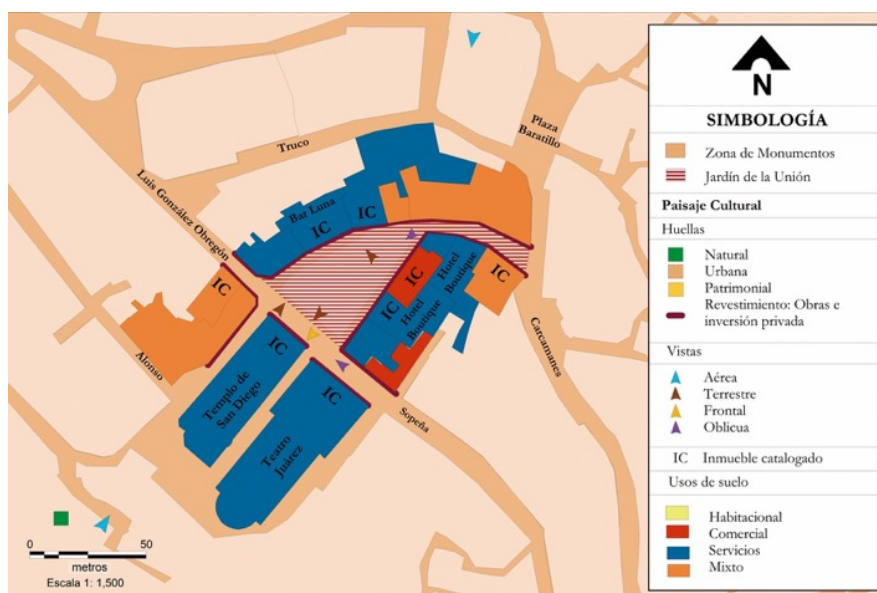 Plaza
Baratillo
Truco
Luis González Obregón
Bar Luna
IC
IC
IC
Hotel
Boutique
IC
IC
Hotel
Boutique
IC
Carcamanes
Alonso
IC
Templo de
San Diego
IC
Teatro
Juárez
Sopeña
0 50
metros
Escala 1: 1,500
N
SIMBOLOGÍA
Zona de Monumentos
Jardín de la Unión
Paisaje Cultural
Huellas
Natural
Urbana
Patrimonial
Revestimiento: Obras e
inversión privada
Vistas
Aérea
Terrestre
Frontal
Oblicua
IC Inmueble catalogado
Usos de suelo
Habitacional
Comercial
Servicios
Mixto